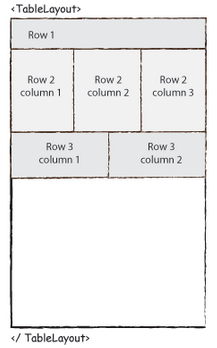 <TableLayout>
Row 1
Row 2
column 1
Row 2
column 2
Row 2
column 3
Row 3
column 1
Row 3
column 2
</ TableLayout>